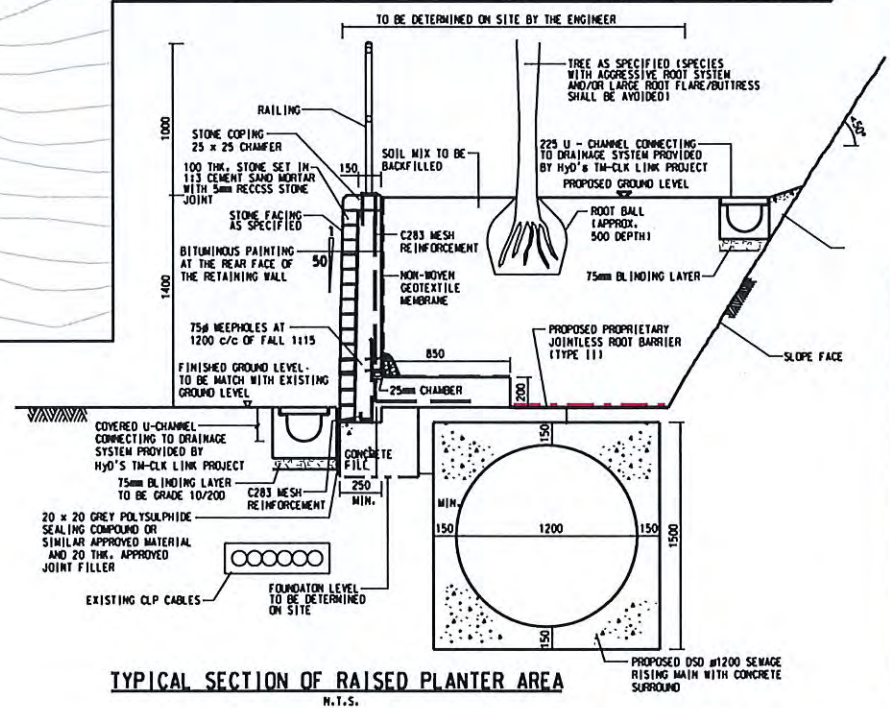 TO BE DETERMINED ON SITE BY THE ENGINEER
TREE AS SPECIFIED (SPECIES
WITH AGGRESSIVE ROOT SYSTEM
AND/OR LARGE ROOT FLARE/BUTTRESS
SHALL BE AVOIDED)
RAILING
1000
STONE COPING
25 x 25 CHAMFER
150
SOIL MIX TO BE
BACKFILLED
225 U - CHANNEL CONNECTING
TO DRAINAGE SYSTEM PROVIDED
BY HyD's TM-CLK LINK PROJECT
PROPOSED GROUND LEVEL
450°
100 THK. STONE SET IN
1:3 CEMENT SAND MORTAR
WITH 5mm RECCSS STONE
JOINT
STONE FACING
AS SPECIFIED
1
50
C283 MESH
REINFORCEMENT
ROOT BALL
(APPROX.
500 DEPTH)
BITUMINOUS PAINTING
AT THE REAR FACE OF
THE RETAINING WALL
NON-WOVEN
GEOTEXTILE
MEMBRANE
75mm BLINDING LAYER
1400
75ø WEEPHOLES AT
1200 c/c OF FALL 1:15
850
PROPOSED PROPRIETARY
JOINTLESS ROOT BARRIER
(TYPE II)
SLOPE FACE
FINISHED GROUND LEVEL-
TO BE MATCH WITH EXISTING
GROUND LEVEL
25mm CHAMBER
200
COVERED U-CHANNEL
CONNECTING TO DRAINAGE
SYSTEM PROVIDED BY
HyD'S TM-CLK LINK PROJECT
CONCRETE
FILL
150
75mm BLINDING LAYER
TO BE GRADE 10/200
C283 MESH
REINFORCEMENT
250
MIN.
MIN.
150
1200
150
1500
20 x 20 GREY POLYSULPHIDE
SEALING COMPOUND OR
SIMILAR APPROVED MATERIAL
AND 20 THK. APPROVED
JOINT FILLER
EXISTING CLP CABLES
FOUNDATON LEVEL
TO BE DETERMINED
ON SITE
150
PROPOSED DSD ø1200 SEWAGE
RISING MAIN WITH CONCRETE
SURROUND
TYPICAL SECTION OF RAISED PLANTER AREA
N.T.S.